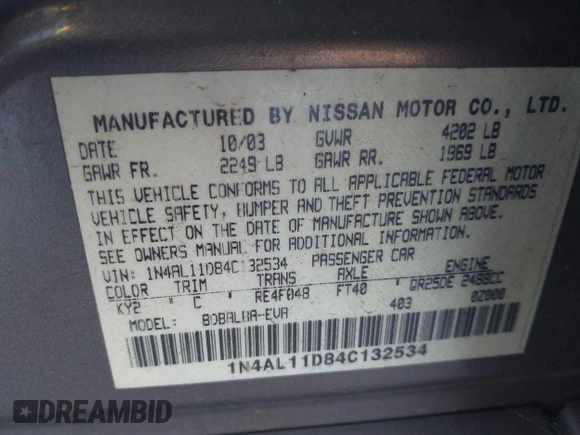 MANUFACTURED BY NISSAN MOTOR CO., LTD.
DATE 10/03 GVWR 4202 LB
GAWR FR. 2249 LB GAWR RR. 1969 LB
THIS VEHICLE CONFORMS TO ALL APPLICABLE FEDERAL MOTOR
VEHICLE SAFETY, BUMPER AND THEFT PREVENTION STANDARDS
IN EFFECT ON THE DATE OF MANUFACTURE SHOWN ABOVE.
SEE OWNERS MANUAL FOR ADDITIONAL INFORMATION.
VIN: 1N4AL11D84C132534 PASSENGER CAR
COLOR TRIM TRANS AXLE ENGINE
KY2 " C " RE4F04B FT40 " QR25DE 2488CC
MODEL: BDBALAA-EVA 403 02000
1N4AL11D84C132534
DREAMBID